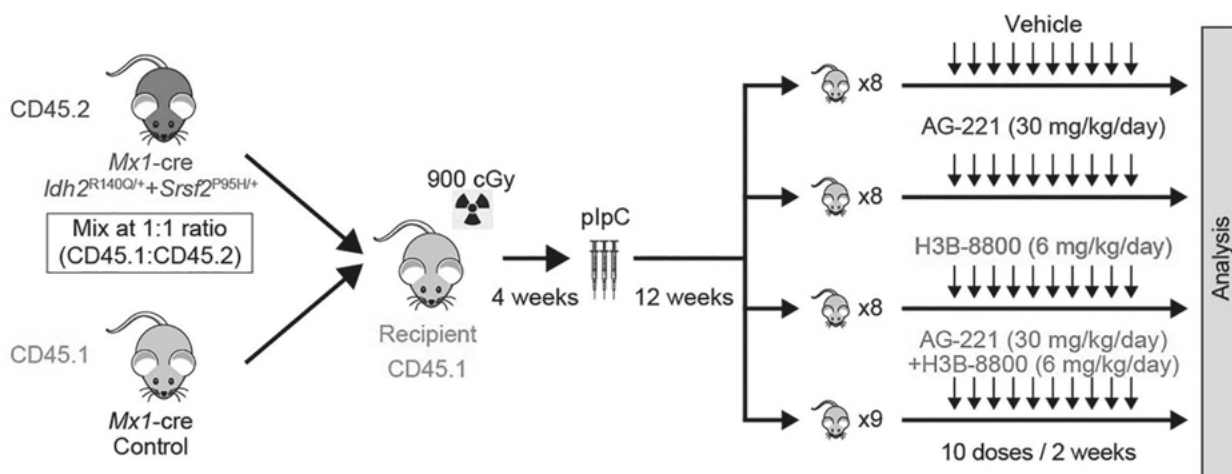 CD45.2
Mx1-cre
Idh2R140Q/++Srsf2P95H/+
Mix at 1:1 ratio
(CD45.1:CD45.2)
CD45.1
Mx1-cre
Control
900 cGy
Recipient
CD45.1
4 weeks
pIpC
12 weeks
Vehicle
x8
AG-221 (30 mg/kg/day)
x8
H3B-8800 (6 mg/kg/day)
x8
AG-221 (30 mg/kg/day)
+H3B-8800 (6 mg/kg/day)
x9
10 doses / 2 weeks
Analysis